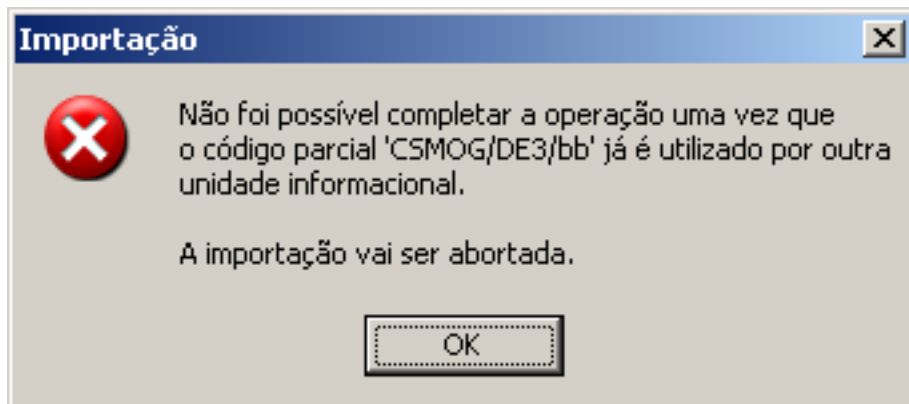 Importação
Não foi possível completar a operação uma vez que
o código parcial 'CSMOG/DE3/bb' já é utilizado por outra
unidade informacional.
A importação vai ser abortada.
OK